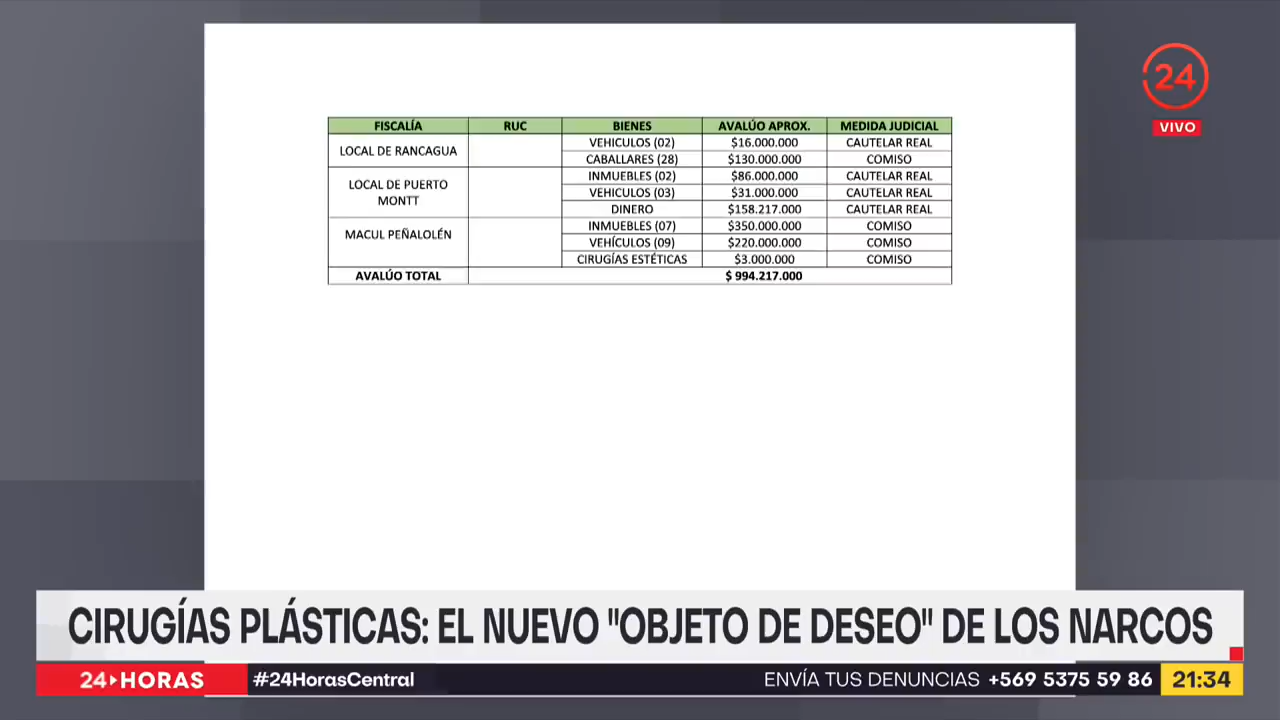 24
VIVO
FISCALÍA RUC BIENES AVALÚO APROX. MEDIDA JUDICIAL
LOCAL DE RANCAGUA VEHICULOS (02) $16.000.000 CAUTELAR REAL
CABALLARES (28) $130.000.000 COMISO
LOCAL DE PUERTO MONTT INMUEBLES (02) $86.000.000 CAUTELAR REAL
VEHICULOS (03) $31.000.000 CAUTELAR REAL
DINERO $158.217.000 CAUTELAR REAL
MACUL PEÑALOLÉN INMUEBLES (07) $350.000.000 COMISO
VEHÍCULOS (09) $220.000.000 COMISO
CIRUGÍAS ESTÉTICAS $3.000.000 COMISO
AVALÚO TOTAL $ 994.217.000
CIRUGÍAS PLÁSTICAS: EL NUEVO "OBJETO DE DESEO" DE LOS NARCOS
24 HORAS #24HorasCentral ENVÍA TUS DENUNCIAS +569 5375 59 86 21:34